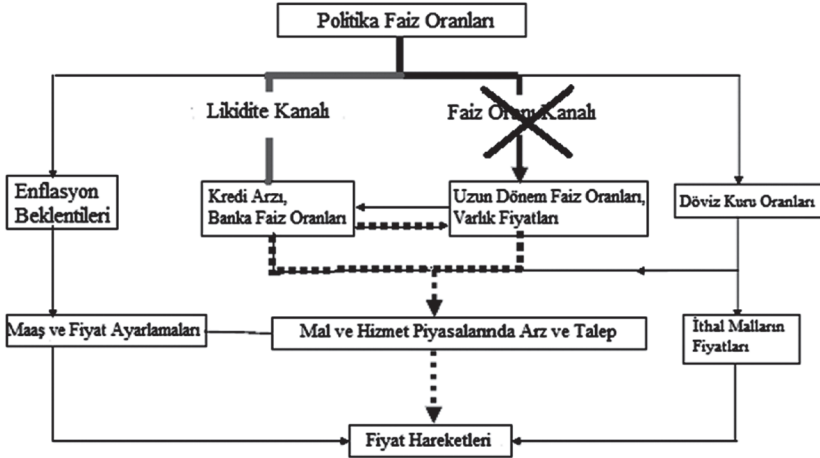 Politika Faiz Oranları
Likidite Kanalı
Faiz Oranı Kanalı
Enflasyon
Beklentileri
Kredi Arzı,
Banka Faiz Oranları
Uzun Dönem Faiz Oranları,
Varlık Fiyatları
Döviz Kuru Oranları
Maaş ve Fiyat Ayarlamaları
Mal ve Hizmet Piyasalarında Arz ve Talep
İthal Malların
Fiyatları
Fiyat Hareketleri